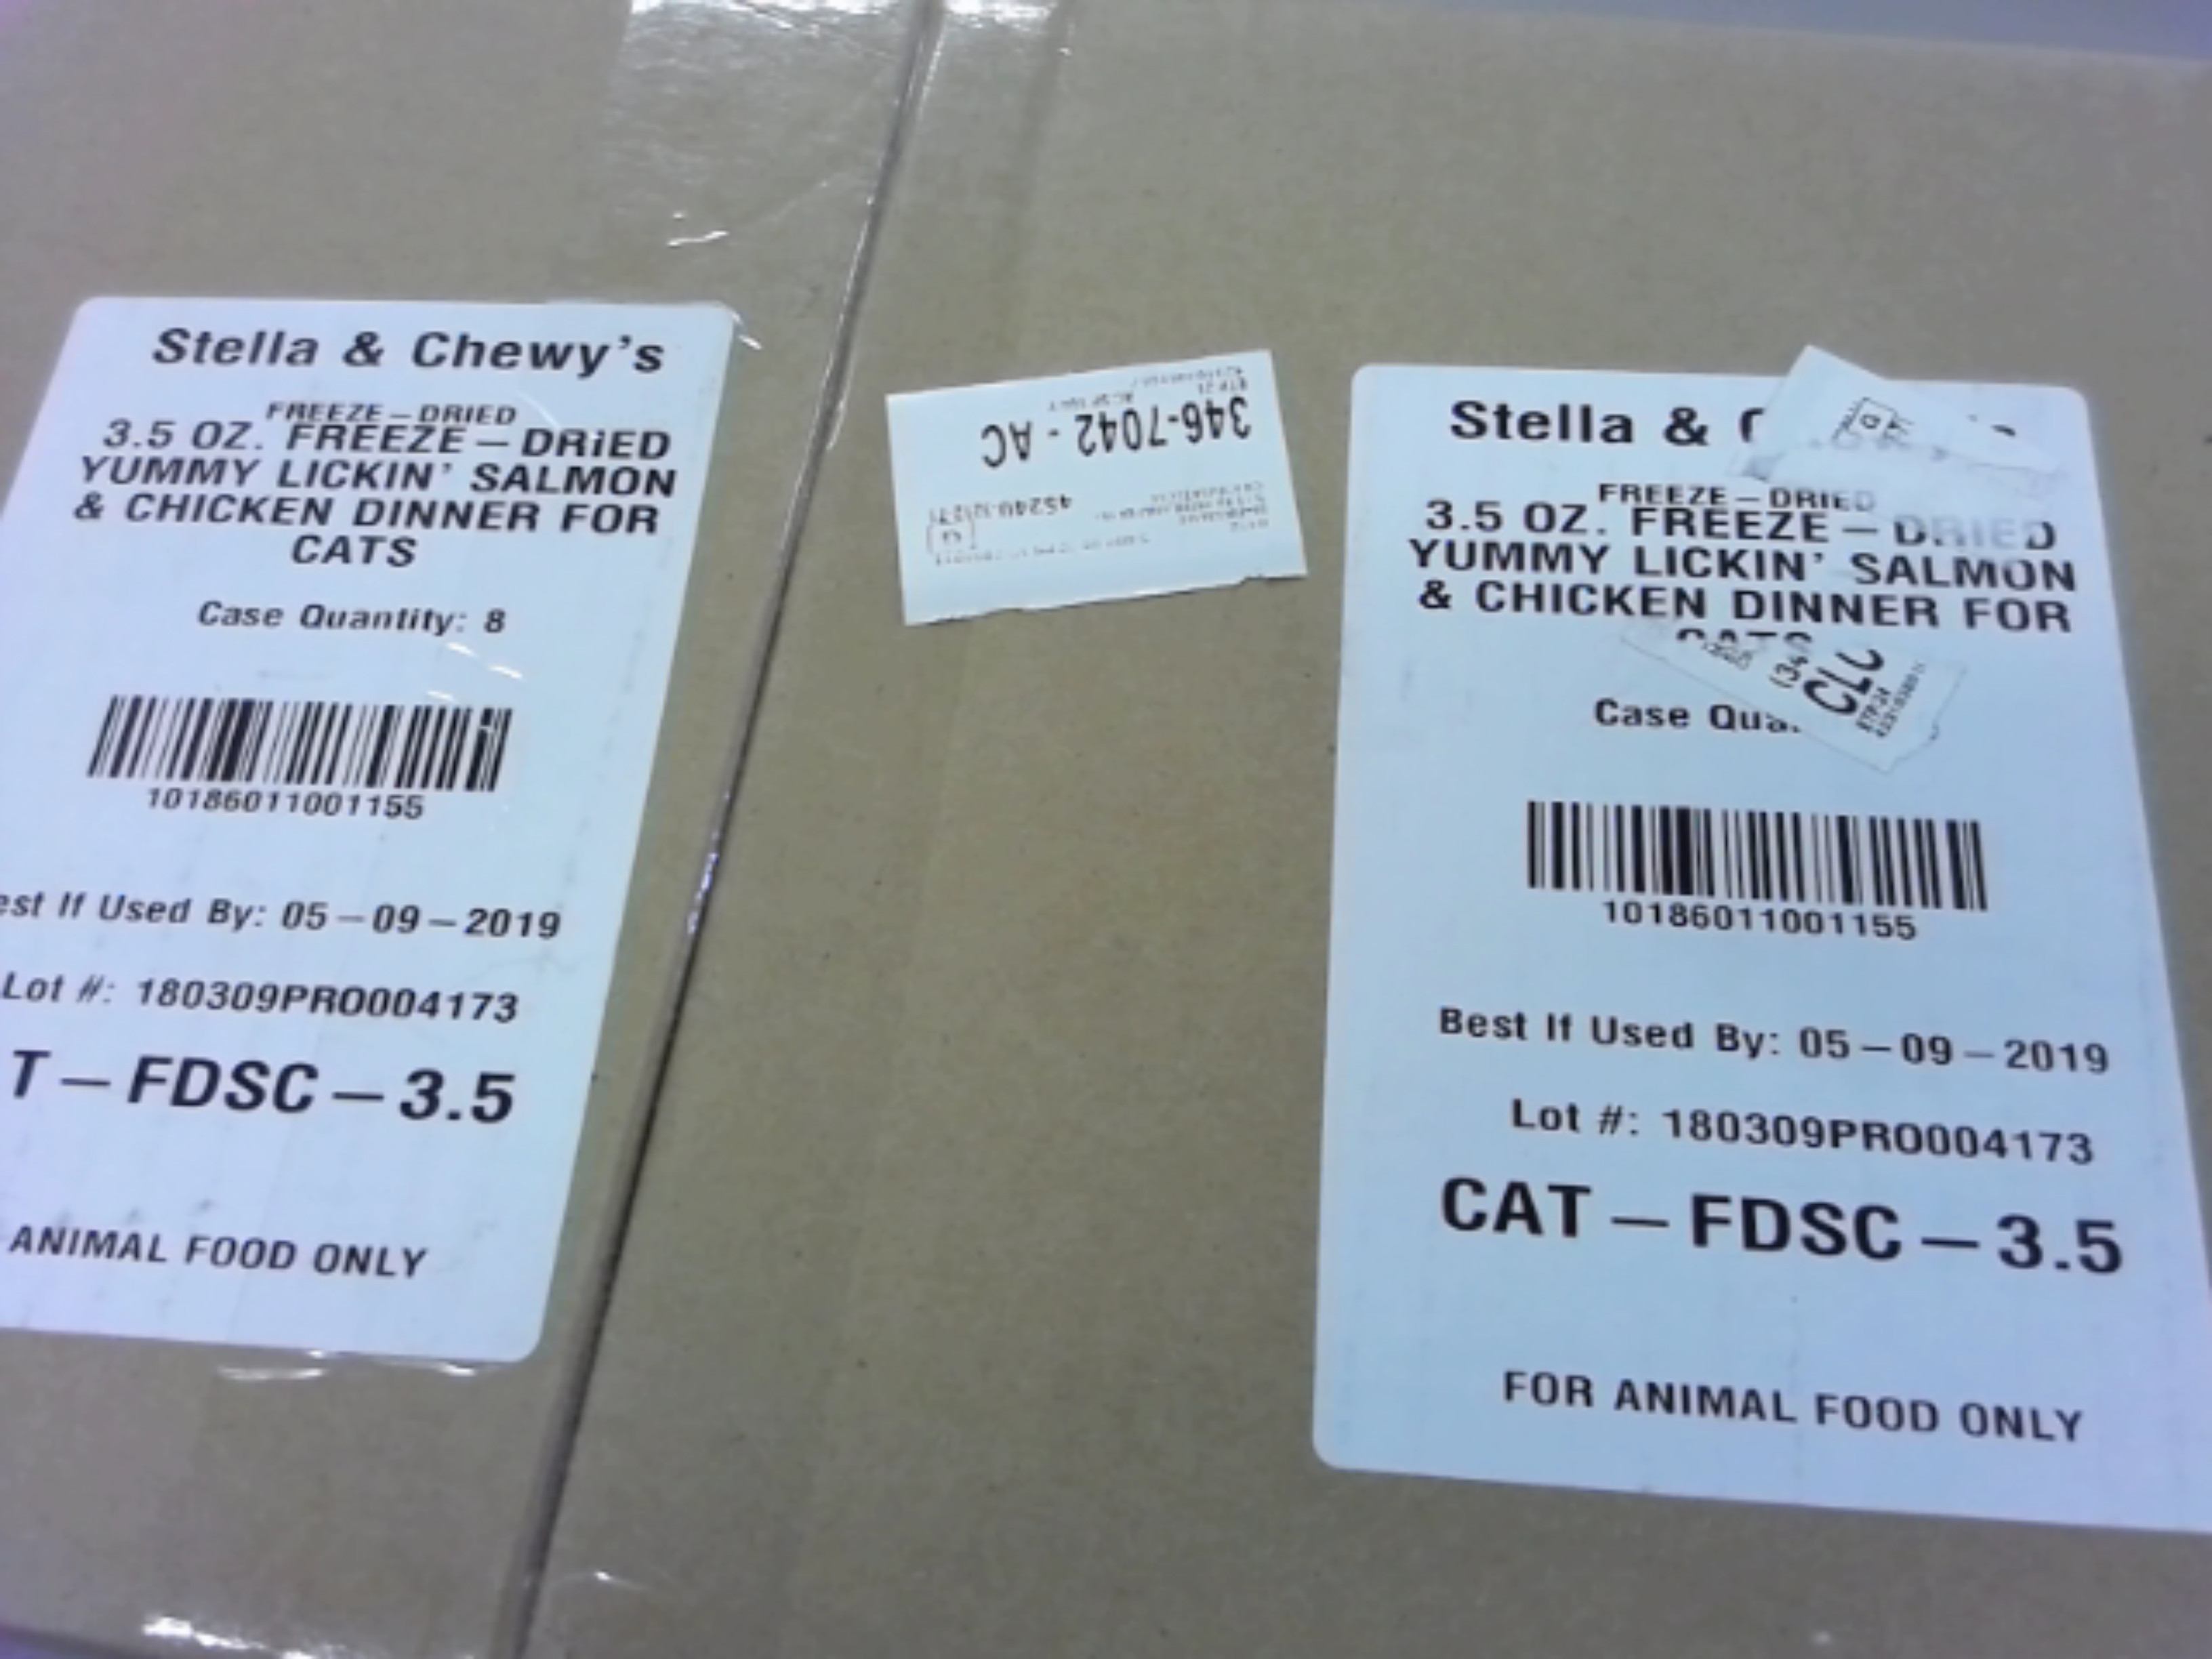 Stella & Chewy's
FREEZE-DRIED
3.5 OZ. FREEZE-DRiED
YUMMY LICKIN' SALMON
& CHICKEN DINNER FOR
CATS
Case Quantity: 8
10186011001155
If Used By: 05-09-2019
Lot #: 180309PRO004173
T-FDSC-3.5
ANIMAL FOOD ONLY
346-7042 - AC
Stella &
FREEZE-DRIED
3.5 OZ. FREEZE-DRIED
YUMMY LICKIN' SALMON
& CHICKEN DINNER FOR
CATS
Case
10186011001155
Best If Used By: 05-09-2019
Lot #: 180309PRO004173
CAT-FDSC-3.5
FOR ANIMAL FOOD ONLY